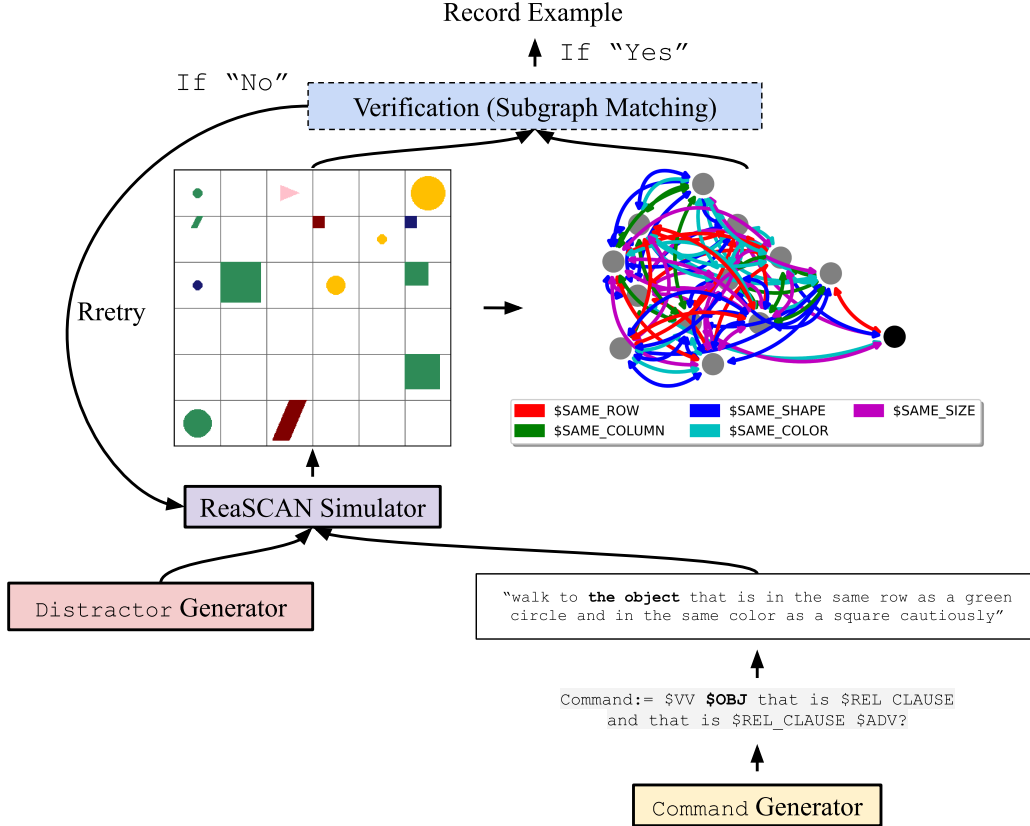 Record Example
If “Yes”
If “No”
Verification (Subgraph Matching)
Rretry
$SAME_ROW
$SAME_SHAPE
$SAME_SIZE
$SAME_COLUMN
$SAME_COLOR
ReaSCAN Simulator
Distractor Generator
“walk to the object that is in the same row as a green
circle and in the same color as a square cautiously”
Command:= $VV $OBJ that is $REL CLAUSE
and that is $REL_CLAUSE $ADV?
Command Generator